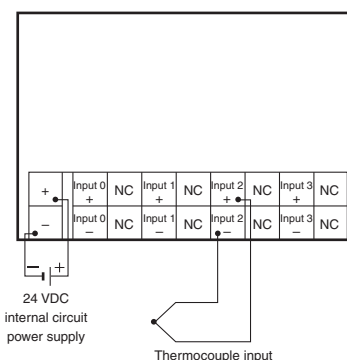 + Input 0 + NC Input 1 + NC Input 2 + NC Input 3 + NC
– Input 0 – NC Input 1 – NC Input 2 – NC Input 3 – NC
– +
24 VDC
internal circuit
power supply
Thermocouple input